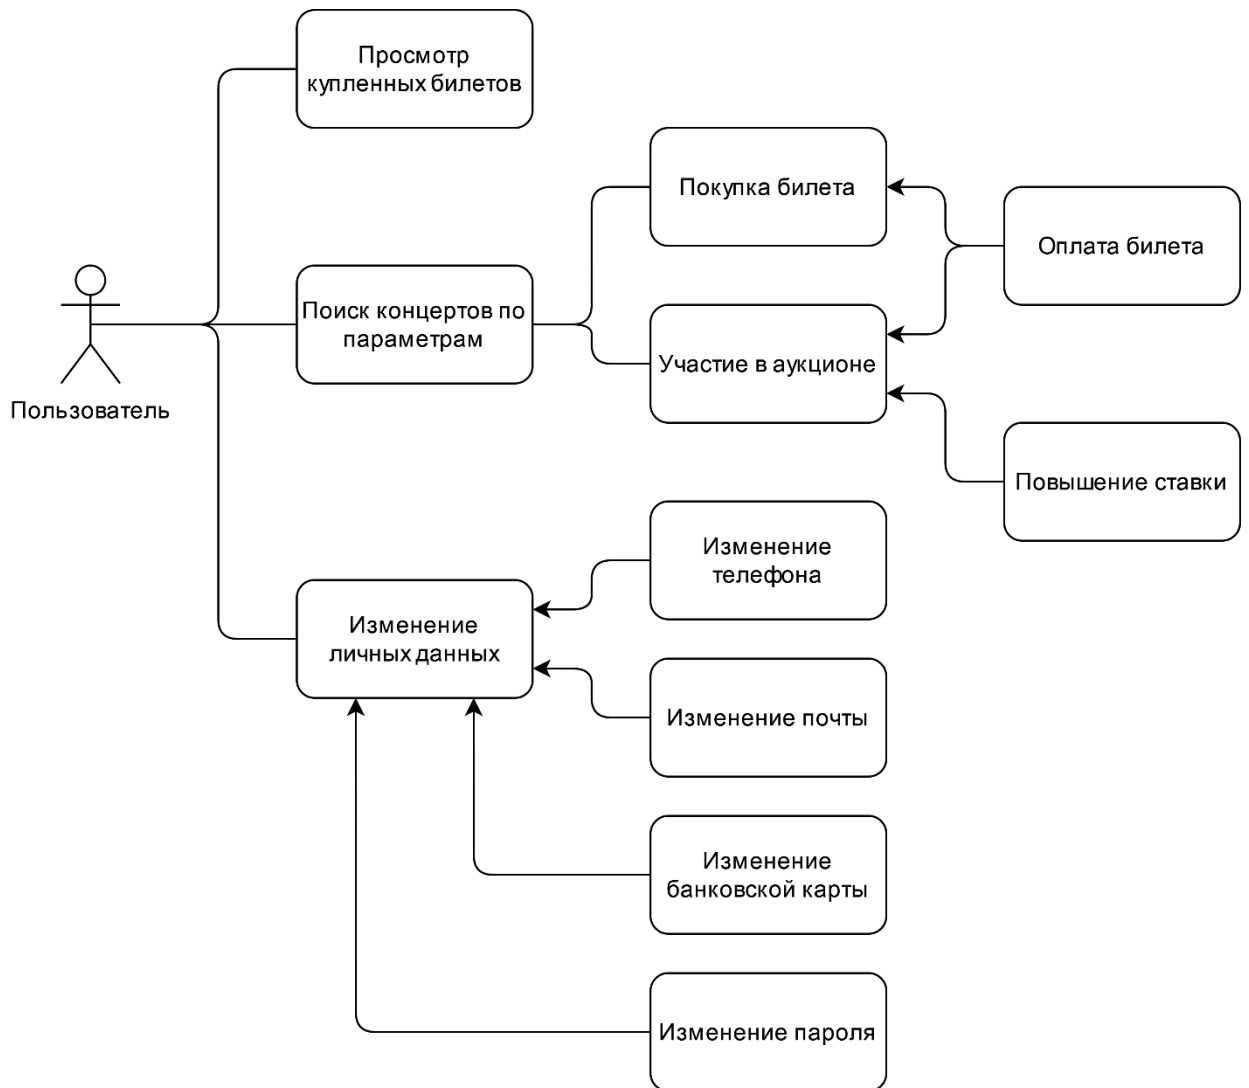 Просмотр
купленных билетов
Покупка билета
Оплата билета
Поиск концертов по
параметрам
Участие в аукционе
Пользователь
Повышение ставки
Изменение
телефона
Изменение
личных данных
Изменение почты
Изменение
банковской карты
Изменение пароля